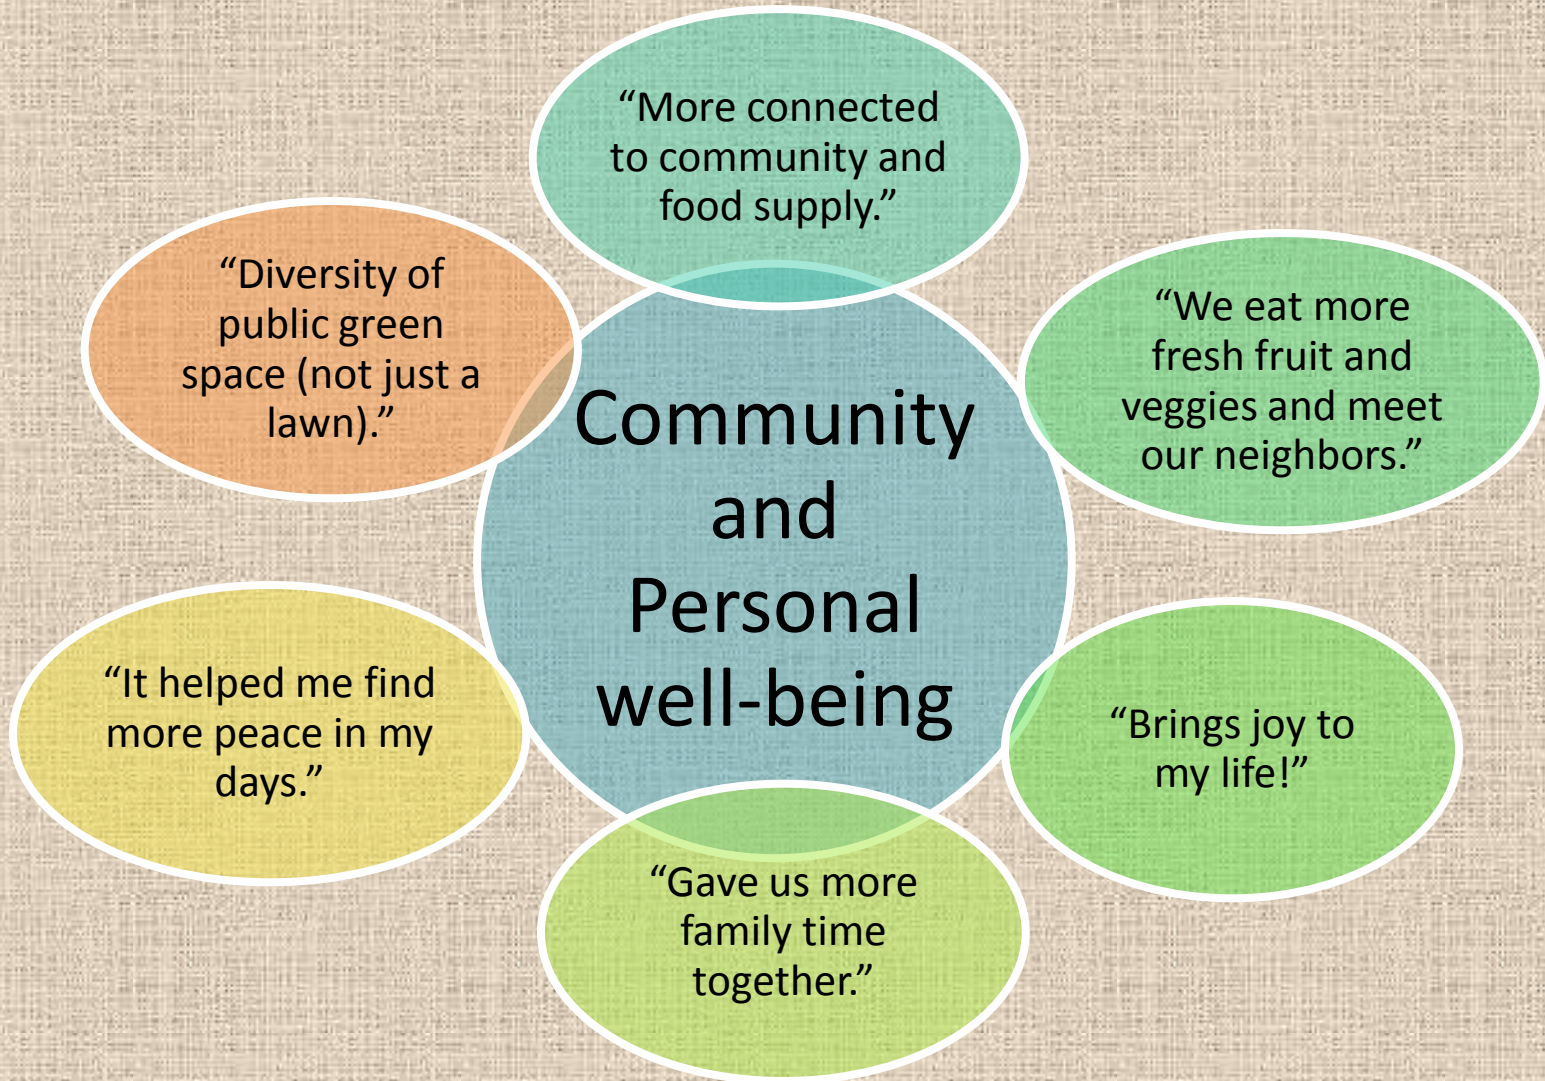 “More connected
to community and
food supply.”
“Diversity of
public green
space (not just a
lawn).”
“We eat more
fresh fruit and
veggies and meet
our neighbors.”
Community
and
Personal
well-being
“It helped me find
more peace in my
days.”
“Brings joy to
my life!”
“Gave us more
family time
together.”